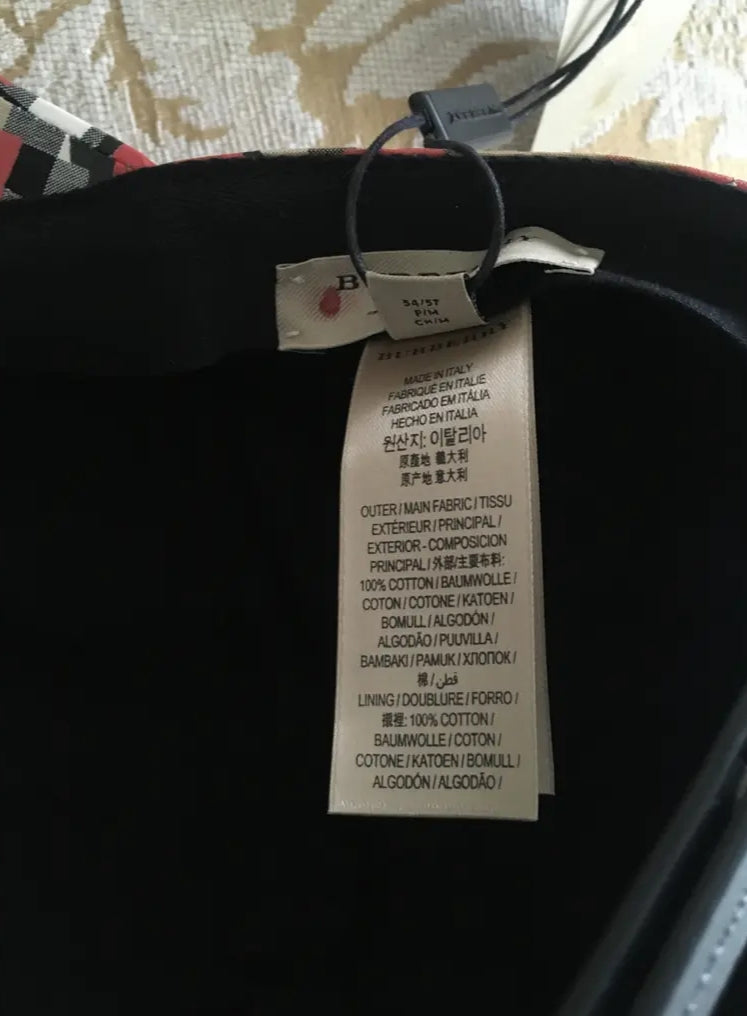 54/57
P/M
CH/M
BURBERRY
MADE IN ITALY
FABRIQUÉ EN ITALIE
FABRICADO EM ITÁLIA
HECHO EN ITALIA
원산지: 이탈리아
原產地 義大利
原产地 意大利
OUTER / MAIN FABRIC / TISSU
EXTÉRIEUR / PRINCIPAL /
EXTERIOR - COMPOSICION
PRINCIPAL / 外部/主要布料:
100% COTTON / BAUMWOLLE /
COTON / COTONE / KATOEN /
BOMULL / ALGODÓN /
ALGODÃO / PUUVILLA /
BAMBAKI / PAMUK / ХЛОПОК /
棉 / قطن
LINING / DOUBLURE / FORRO /
襯裡: 100% COTTON /
BAUMWOLLE / COTON /
COTONE / KATOEN / BOMULL /
ALGODÓN / ALGODÃO /